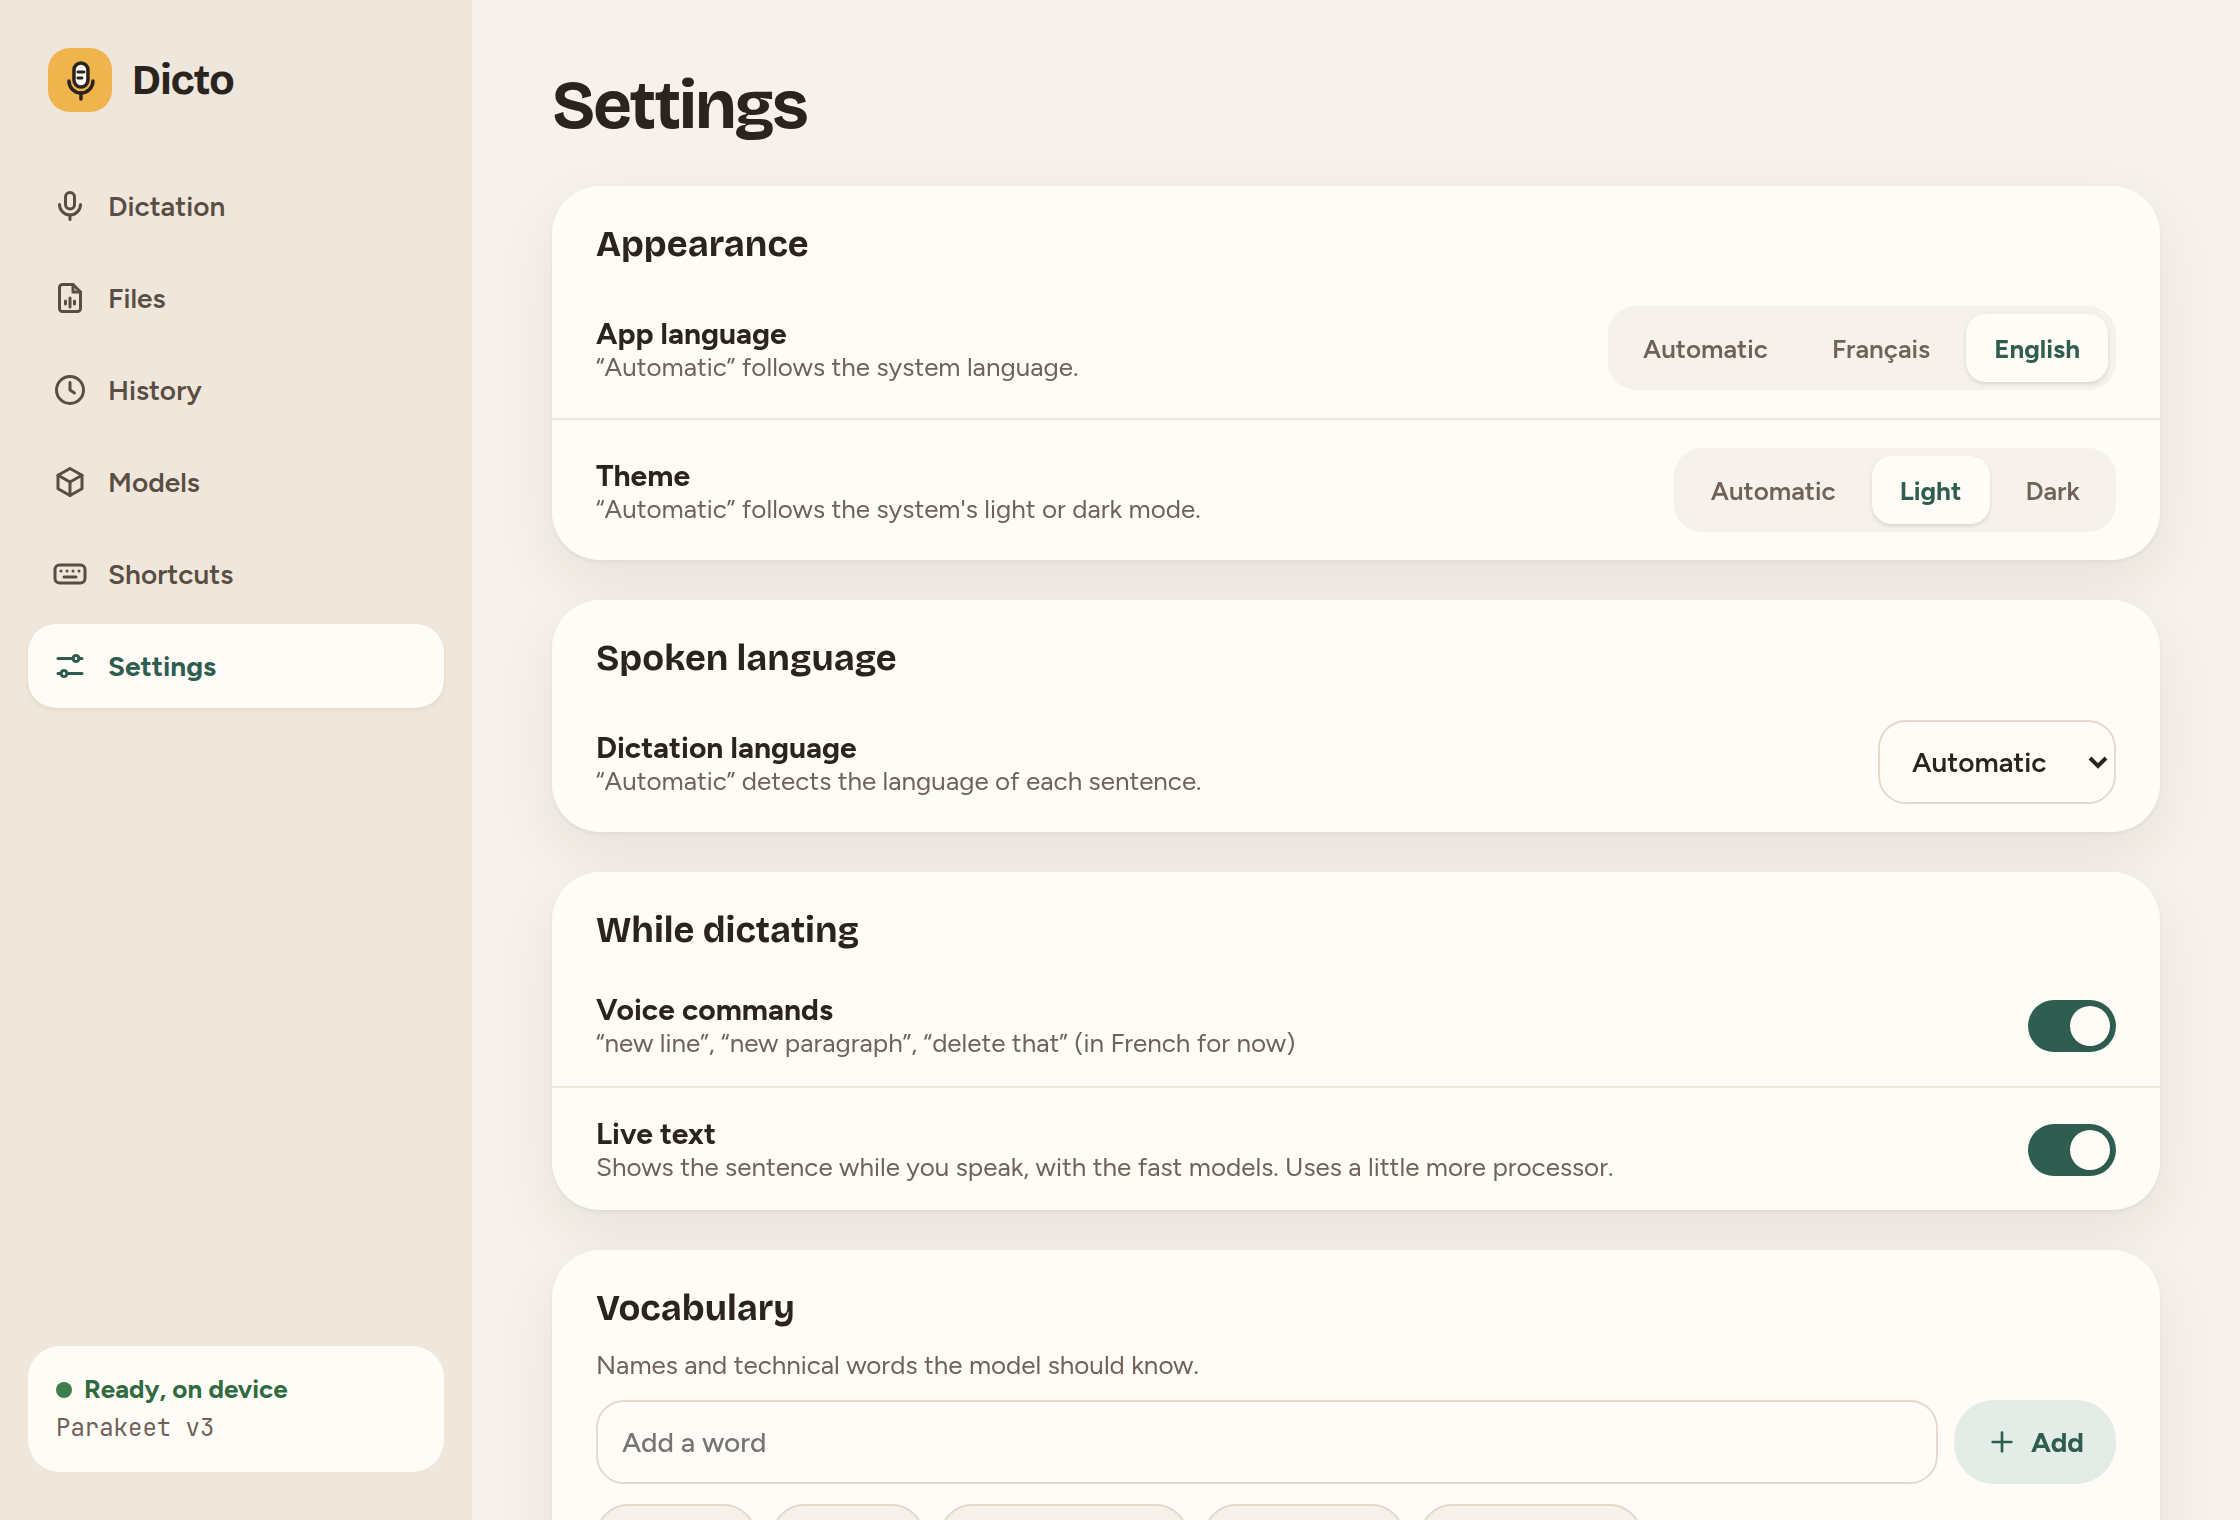 Dicto
Dictation
Files
History
Models
Shortcuts
Settings
Ready, on device
Parakeet v3
Settings
Appearance
App language
“Automatic” follows the system language.
Automatic Français English
Theme
“Automatic” follows the system's light or dark mode.
Automatic Light Dark
Spoken language
Dictation language
“Automatic” detects the language of each sentence.
Automatic
While dictating
Voice commands
“new line”, “new paragraph”, “delete that” (in French for now)
Live text
Shows the sentence while you speak, with the fast models. Uses a little more processor.
Vocabulary
Names and technical words the model should know.
Add a word
Add